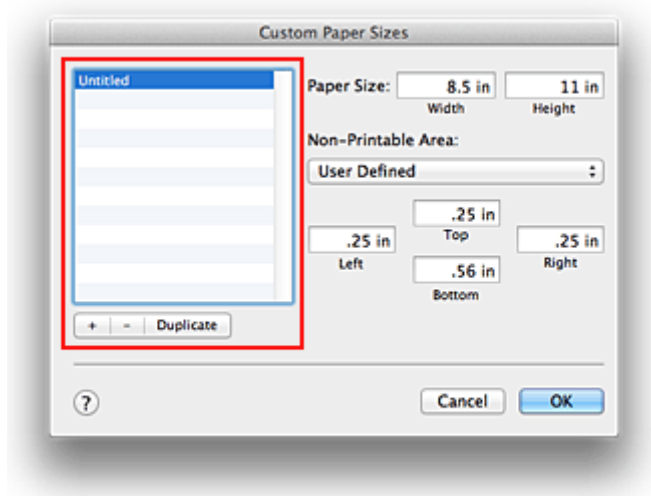 Custom Paper Sizes
Untitled
Paper Size: 8.5 in 11 in
Width Height
Non-Printable Area:
User Defined
.25 in
Top
.25 in .25 in
Left Right
.56 in
Bottom
+ - Duplicate
? Cancel OK